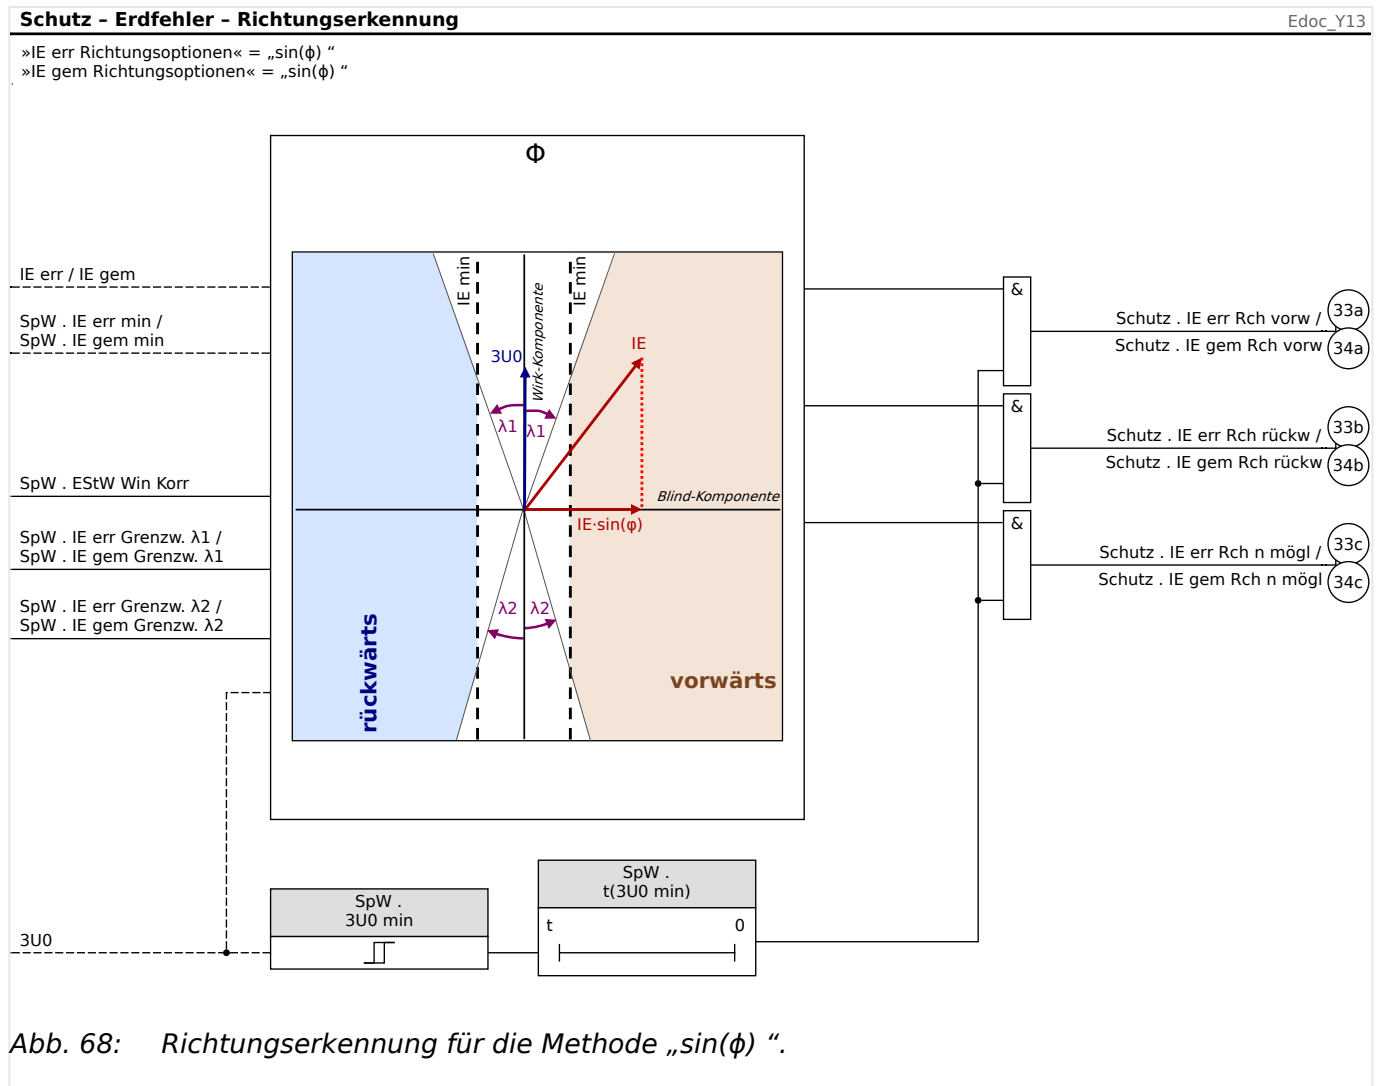 Schutz – Erdfehler – Richtungserkennung
Edoc_Y13
»IE err Richtungsoptionen« = „sin(ϕ) “
»IE gem Richtungsoptionen« = „sin(ϕ) “
Φ
IE err / IE gem
SpW . IE err min /
SpW . IE gem min
SpW . EStW Win Korr
SpW . IE err Grenzw. λ1 /
SpW . IE gem Grenzw. λ1
SpW . IE err Grenzw. λ2 /
SpW . IE gem Grenzw. λ2
3U0
IE min
IE min
Wirk-Komponente
3U0
IE
λ1
λ1
Blind-Komponente
IE·sin(φ)
λ2
λ2
rückwärts
vorwärts
&
Schutz . IE err Rch vorw /
33a
Schutz . IE gem Rch vorw
34a
&
Schutz . IE err Rch rückw /
33b
Schutz . IE gem Rch rückw
34b
&
Schutz . IE err Rch n mögl /
33c
Schutz . IE gem Rch n mögl
34c
SpW .
3U0 min
SpW .
t(3U0 min)
t
0
Abb. 68: Richtungserkennung für die Methode „sin(ϕ) “.